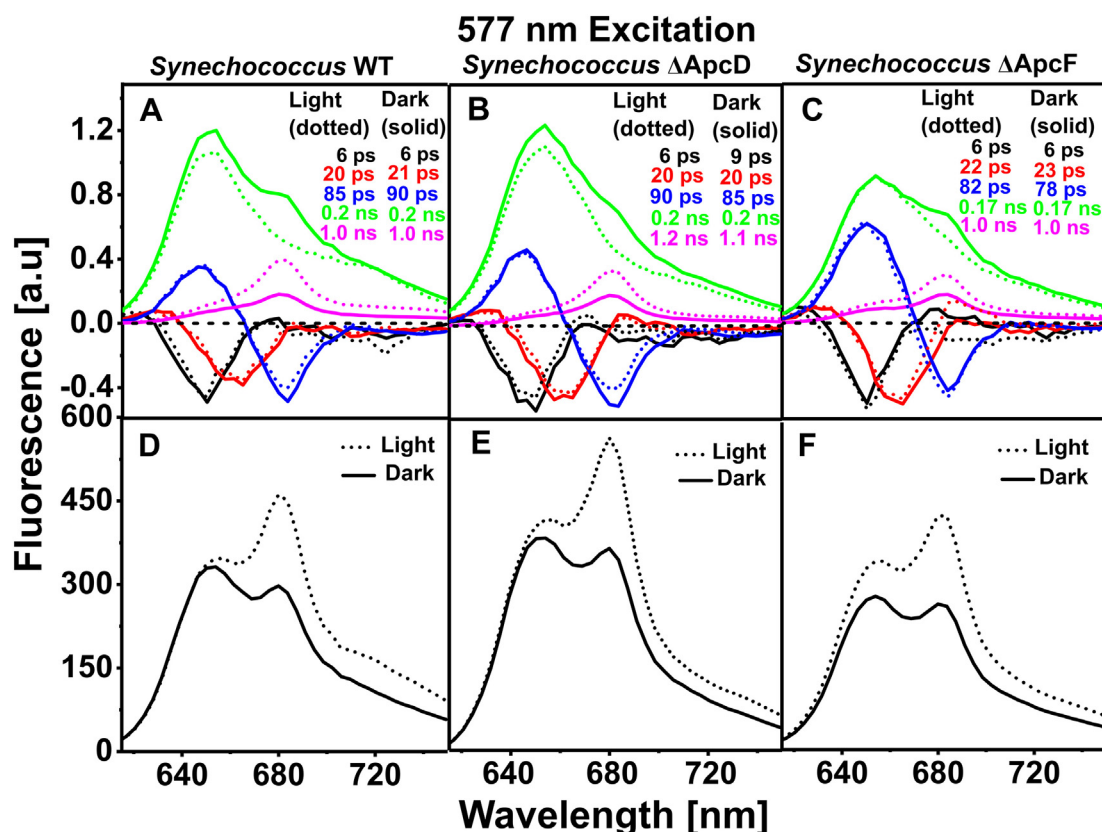 577 nm Excitation
Synechococcus WT
Synechococcus ΔApcD
Synechococcus ΔApcF
A
Light Dark
(dotted) (solid)
6 ps 6 ps
20 ps 21 ps
85 ps 90 ps
0.2 ns 0.2 ns
1.0 ns 1.0 ns
B
Light Dark
(dotted) (solid)
6 ps 9 ps
20 ps 20 ps
90 ps 85 ps
0.2 ns 0.2 ns
1.2 ns 1.1 ns
C
Light Dark
(dotted) (solid)
6 ps 6 ps
22 ps 23 ps
82 ps 78 ps
0.17 ns 0.17 ns
1.0 ns 1.0 ns
1.2
0.8
0.4
0.0
-0.4
600
450
300
150
0
Fluorescence [a.u]
D
Light
Dark
E
Light
Dark
F
Light
Dark
640 680 720
640 680 720
640 680 720
Wavelength [nm]